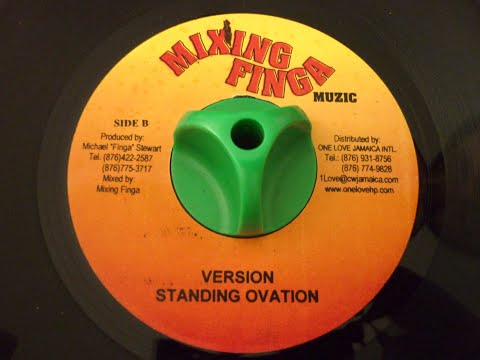 MIXING
FINGA
MUZIC
SIDE B
Produced by:
Michael "Finga" Stewart
Tel. (876)422-2587
(876)775-3717
Mixed by:
Mixing Finga
Distributed by:
ONE LOVE JAMAICA INTL.
Tel.: (876) 931-8756
(876) 774-9828
1Love@cwjamaica.com
www.onelovehp.com
VERSION
STANDING OVATION